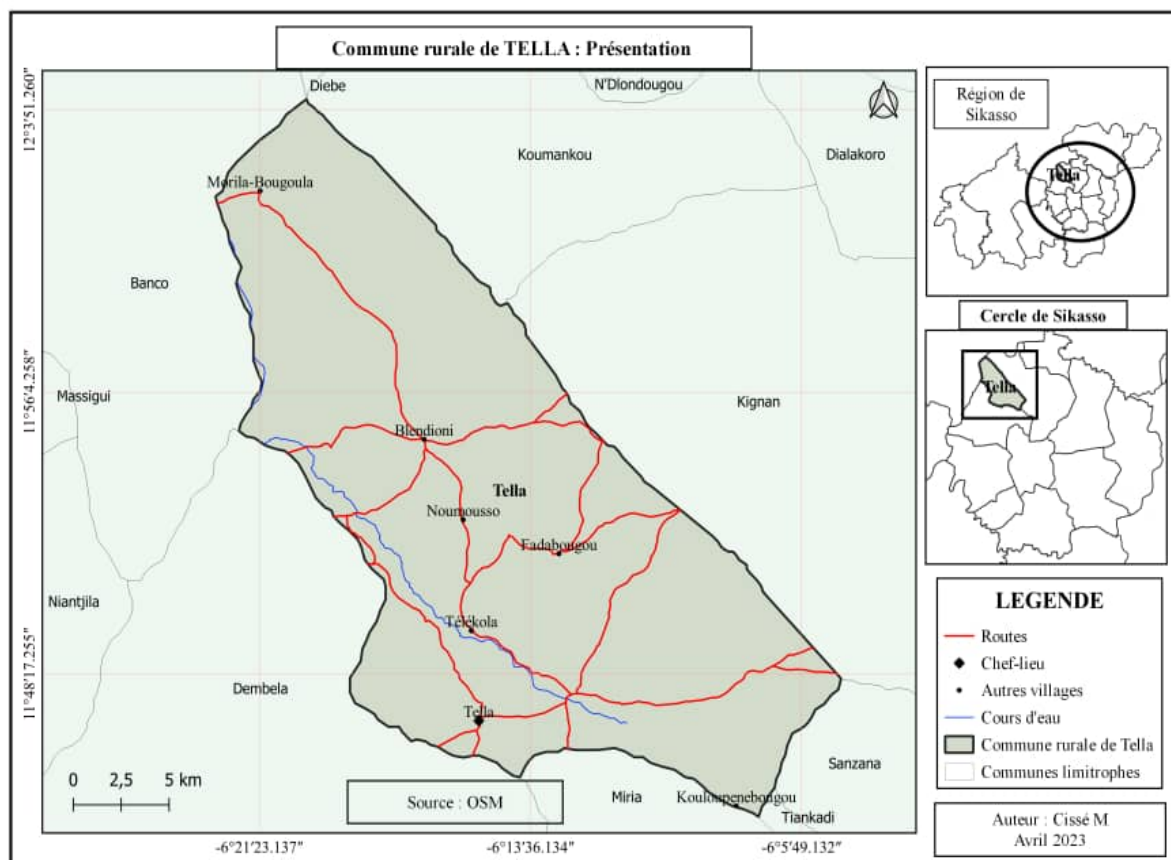 Commune rurale de TELLA : Présentation
Diebe
N'Dlondougou
Koumankou
Dialakoro
Morila-Bougoula
Banco
Massigui
Kignan
Blendioni
Tella
Noumousso
Fadabougou
Niantjila
Télékola
Dembela
Tella
Sanzana
Miria
Kouloupenebougou
Tiankadi
12°3'51.260"
11°56'4.258"
11°48'17.255"
-6°21'23.137"
-6°13'36.134"
-6°5'49.132"
0 2,5 5 km
Source : OSM
Région de
Sikasso
Tella
Cercle de Sikasso
Tella
LEGENDE
Routes
Chef-lieu
Autres villages
Cours d'eau
Commune rurale de Tella
Communes limitrophes
Auteur : Cissé M
Avril 2023